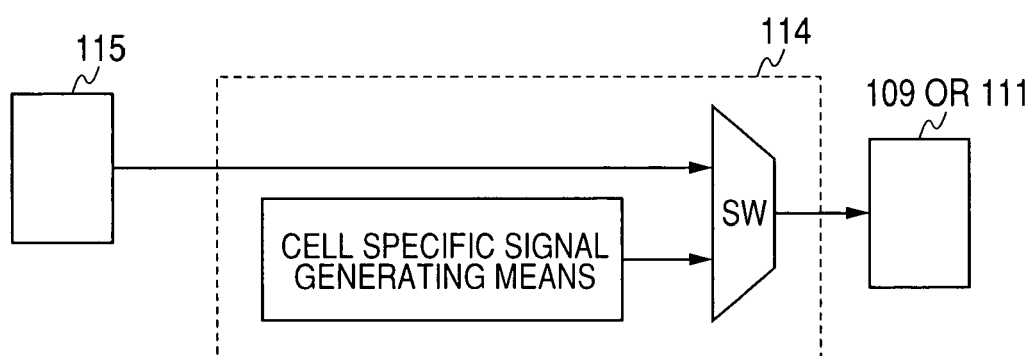 115
114
109 OR 111
SW
CELL SPECIFIC SIGNAL
GENERATING MEANS